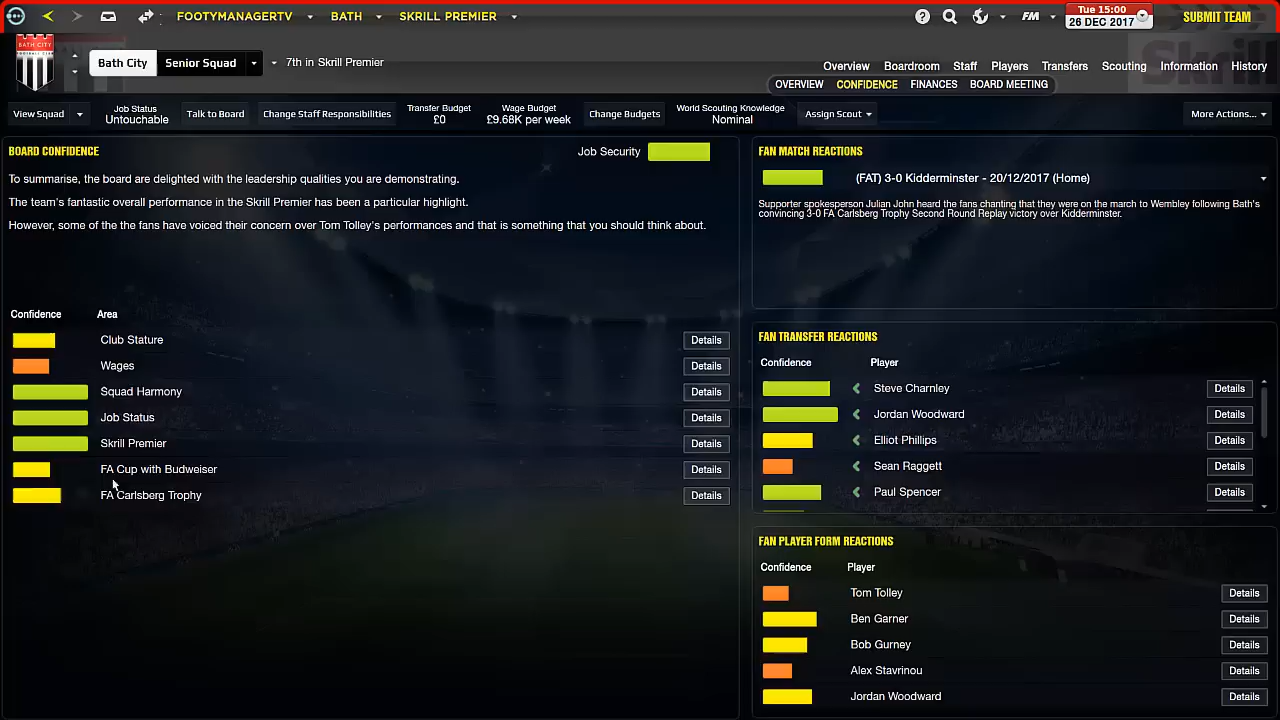 FOOTYMANAGERTV BATH SKRILL PREMIER FM Tue 15:00 SUBMIT TEAM
26 DEC 2017
BATH CITY
Bath City Senior Squad 7th in Skrill Premier
Overview Boardroom Staff Players Transfers Scouting Information History
OVERVIEW CONFIDENCE FINANCES BOARD MEETING
View Squad Job Status Talk to Board Change Staff Responsibilities Transfer Budget Wage Budget Change Budgets World Scouting Knowledge Assign Scout More Actions...
Untouchable £0 £9.68K per week Nominal
BOARD CONFIDENCE Job Security
To summarise, the board are delighted with the leadership qualities you are demonstrating.
The team's fantastic overall performance in the Skrill Premier has been a particular highlight.
However, some of the the fans have voiced their concern over Tom Tolley's performances and that is something that you should think about.
Confidence Area
Club Stature Details
Wages Details
Squad Harmony Details
Job Status Details
Skrill Premier Details
FA Cup with Budweiser Details
FA Carlsberg Trophy Details
FAN MATCH REACTIONS
(FAT) 3-0 Kidderminster - 20/12/2017 (Home)
Supporter spokesperson Julian John heard the fans chanting that they were on the march to Wembley following Bath's
convincing 3-0 FA Carlsberg Trophy Second Round Replay victory over Kidderminster.
FAN TRANSFER REACTIONS
Confidence Player
Steve Charnley Details
Jordan Woodward Details
Elliot Phillips Details
Sean Raggett Details
Paul Spencer Details
FAN PLAYER FORM REACTIONS
Confidence Player
Tom Tolley Details
Ben Garner Details
Bob Gurney Details
Alex Stavrinou Details
Jordan Woodward Details